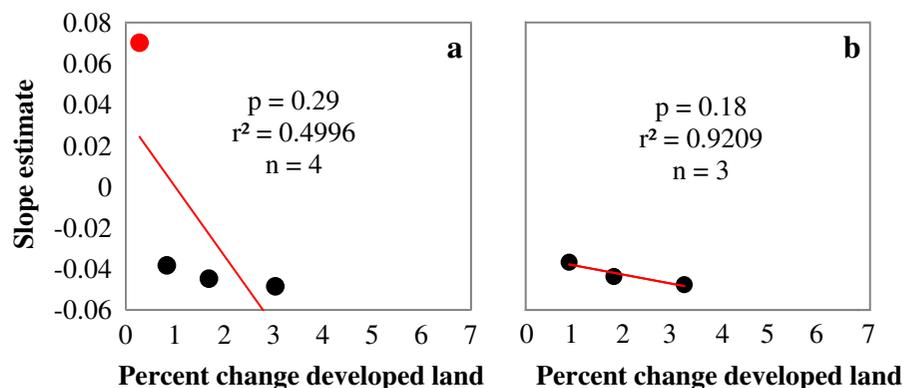 0.08
0.06
0.04
0.02
0
-0.02
-0.04
-0.06
Slope estimate
a
p = 0.29
r² = 0.4996
n = 4
0 1 2 3 4 5 6 7
Percent change developed land
b
p = 0.18
r² = 0.9209
n = 3
0 1 2 3 4 5 6 7
Percent change developed land